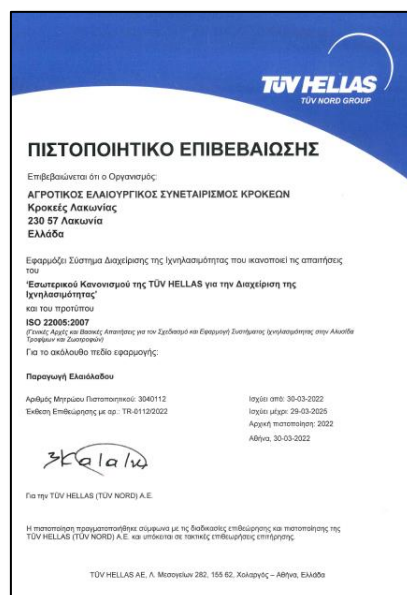 TÜV HELLAS
TÜV NORD GROUP
ΠΙΣΤΟΠΟΙΗΤΙΚΟ ΕΠΙΒΕΒΑΙΩΣΗΣ
Επιβεβαιώνεται ότι ο Οργανισμός:
ΑΓΡΟΤΙΚΟΣ ΕΛΑΙΟΥΡΓΙΚΟΣ ΣΥΝΕΤΑΙΡΙΣΜΟΣ ΚΡΟΚΕΩΝ
Κροκεές Λακωνίας
230 57 Λακωνία
Ελλάδα
Εφαρμόζει Σύστημα Διαχείρισης της Ιχνηλασιμότητας που ικανοποιεί τις απαιτήσεις
του
‘Εσωτερικού Κανονισμού της TÜV HELLAS για την Διαχείριση της
Ιχνηλασιμότητας’
και του προτύπου
ISO 22005:2007
(Γενικές Αρχές και Βασικές Απαιτήσεις για τον Σχεδιασμό και Εφαρμογή Συστήματος Ιχνηλασιμότητας στην Αλυσίδα
Τροφίμων και Ζωοτροφών)
Για το ακόλουθο πεδίο εφαρμογής:
Παραγωγή Ελαιόλαδου
Αριθμός Μητρώου Πιστοποιητικού: 3040112
Ισχύει από: 30-03-2022
Έκθεση Επιθεώρησης με αρ.: TR-0112/2022
Ισχύει μέχρι: 29-03-2025
Αρχική πιστοποίηση: 2022
Αθήνα, 30-03-2022
Για την TÜV HELLAS (TÜV NORD) Α.Ε.
Η πιστοποίηση πραγματοποιήθηκε σύμφωνα με τις διαδικασίες επιθεώρησης και πιστοποίησης της
TÜV HELLAS (TÜV NORD) Α.Ε. και υπόκειται σε τακτικές επιθεωρήσεις επιτήρησης.
TÜV HELLAS AE, Λ. Μεσογείων 282, 155 62, Χολαργός – Αθήνα, Ελλάδα